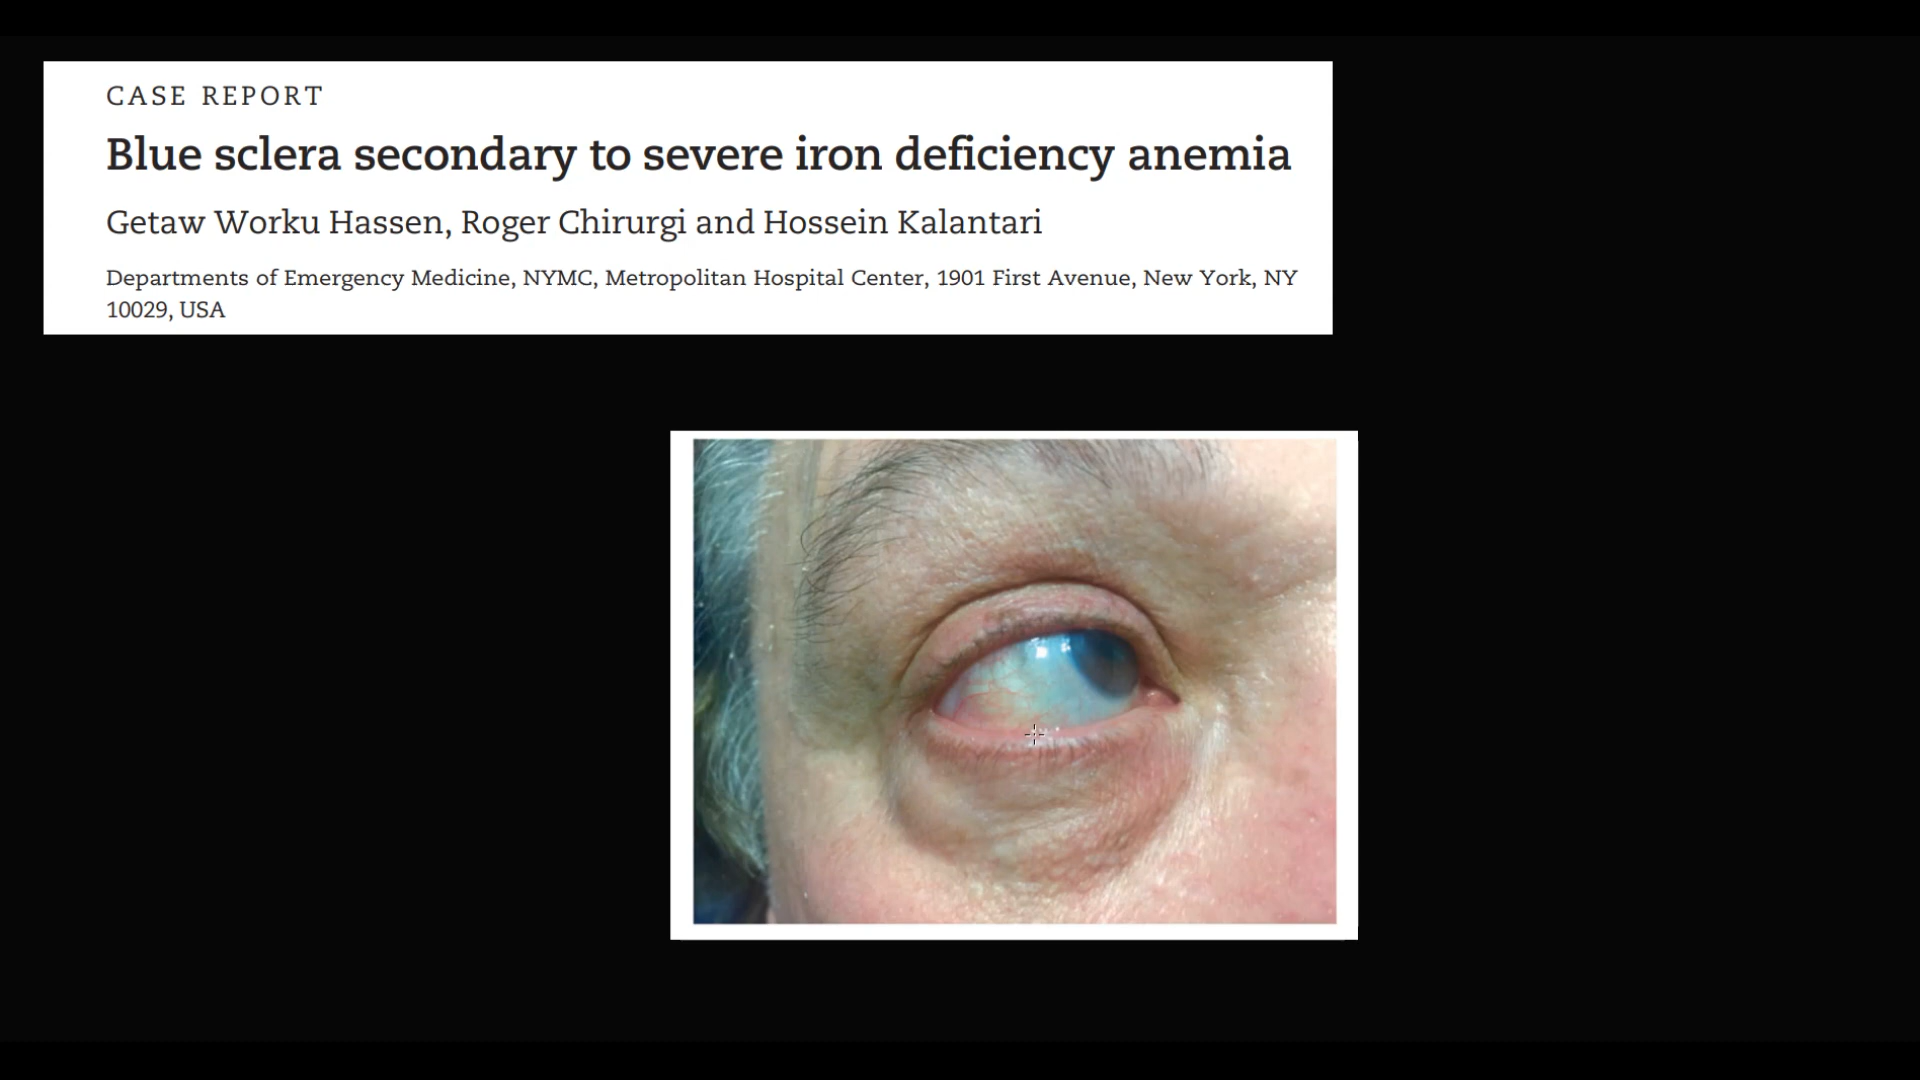 CASE REPORT
Blue sclera secondary to severe iron deficiency anemia
Getaw Worku Hassen, Roger Chirurgi and Hossein Kalantari
Departments of Emergency Medicine, NYMC, Metropolitan Hospital Center, 1901 First Avenue, New York, NY
10029, USA